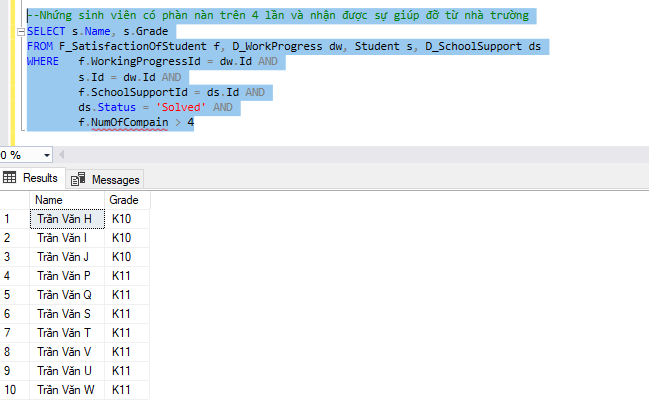 --Những sinh viên có phàn nàn trên 4 lần và nhận được sự giúp đỡ từ nhà trường
SELECT s.Name, s.Grade
FROM F_SatisfactionOfStudent f, D_WorkProgress dw, Student s, D_SchoolSupport ds
WHERE f.WorkingProgressId = dw.Id AND
s.Id = dw.Id AND
f.SchoolSupportId = ds.Id AND
ds.Status = 'Solved' AND
f.NumOfCompain > 4
0 %
Results Messages
Name Grade
1 Trần Văn H K10
2 Trần Văn I K10
3 Trần Văn J K10
4 Trần Văn P K11
5 Trần Văn Q K11
6 Trần Văn S K11
7 Trần Văn T K11
8 Trần Văn V K11
9 Trần Văn U K11
10 Trần Văn W K11